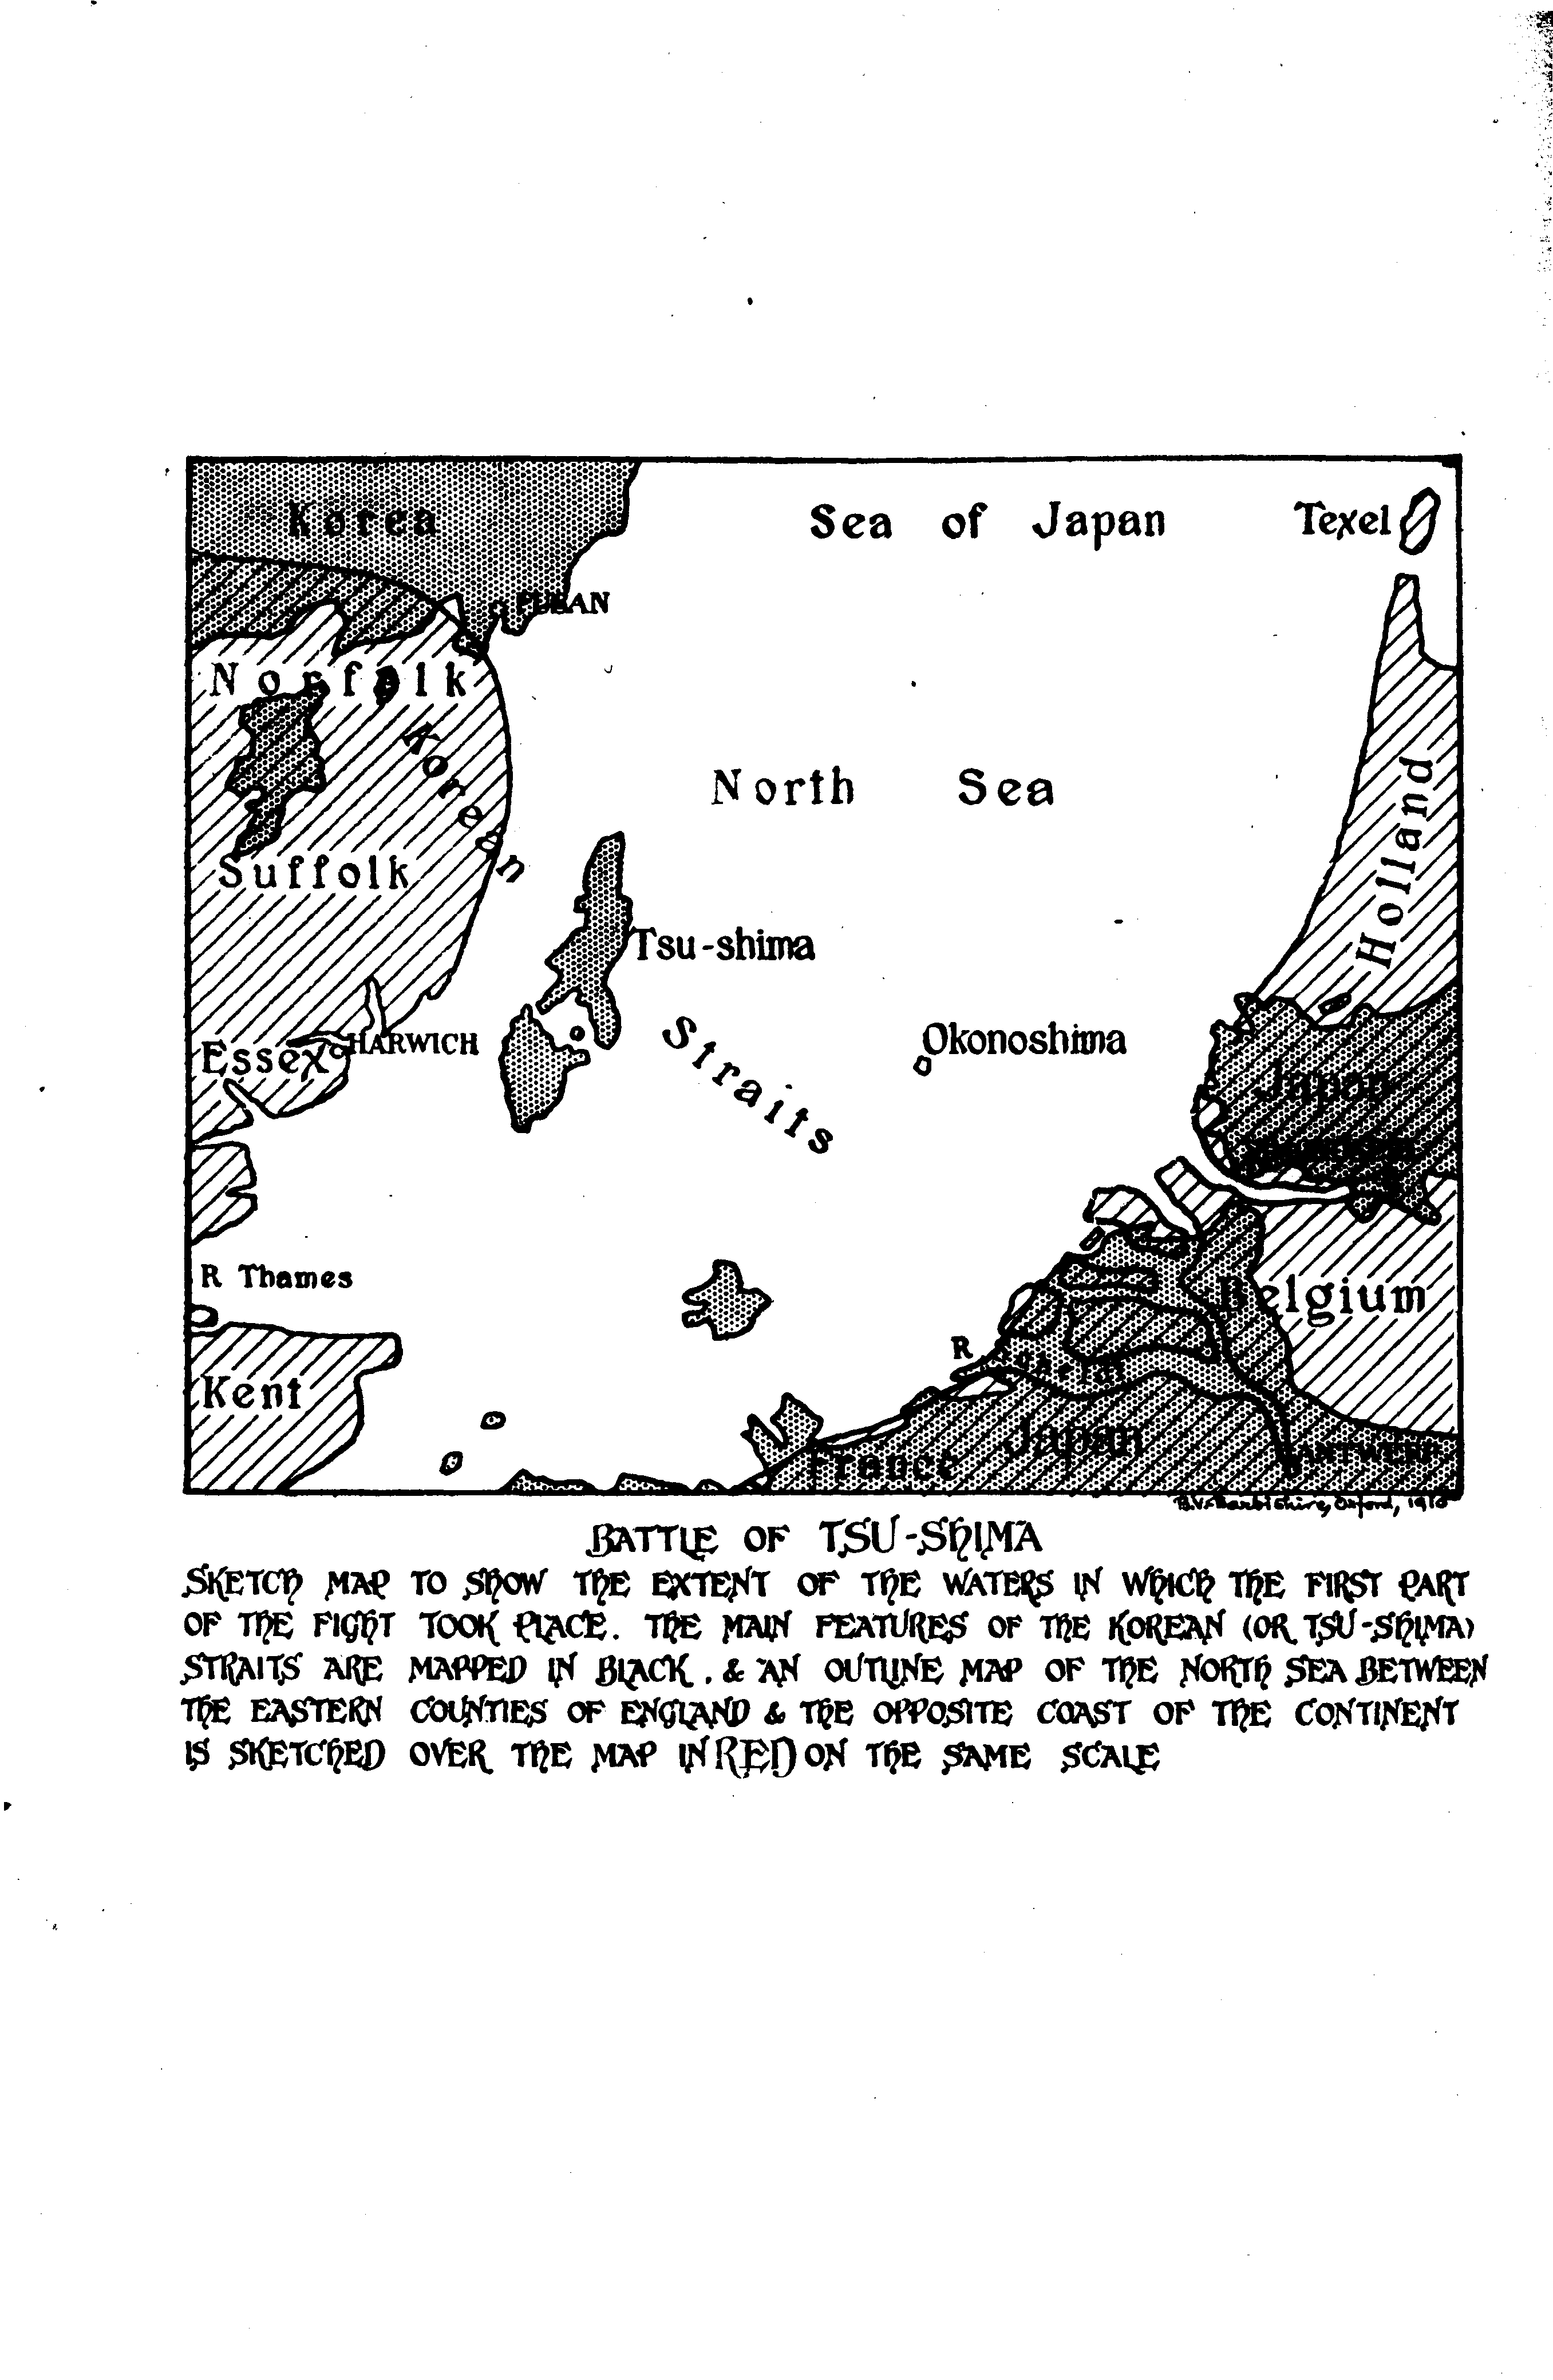 Korea
Sea of Japan
Texel
FUSAN
Norfolk
Korean
North Sea
Holland
Suffolk
Tsu-shima
Straits
Okonoshima
HARWICH
Essex
Japan
R Thames
Belgium
R
Kent
Japan
France
ANTWERP
B.V. Darbishire, Oxford, 1910
BATTLE OF TSU-SHIMA
SKETCH MAP TO SHOW THE EXTENT OF THE WATERS IN WHICH THE FIRST PART
OF THE FIGHT TOOK PLACE. THE MAIN FEATURES OF THE KOREAN (OR TSU-SHIMA)
STRAITS ARE MAPPED IN BLACK, & AN OUTLINE MAP OF THE NORTH SEA BETWEEN
THE EASTERN COUNTIES OF ENGLAND & THE OPPOSITE COAST OF THE CONTINENT
IS SKETCHED OVER THE MAP IN RED ON THE SAME SCALE